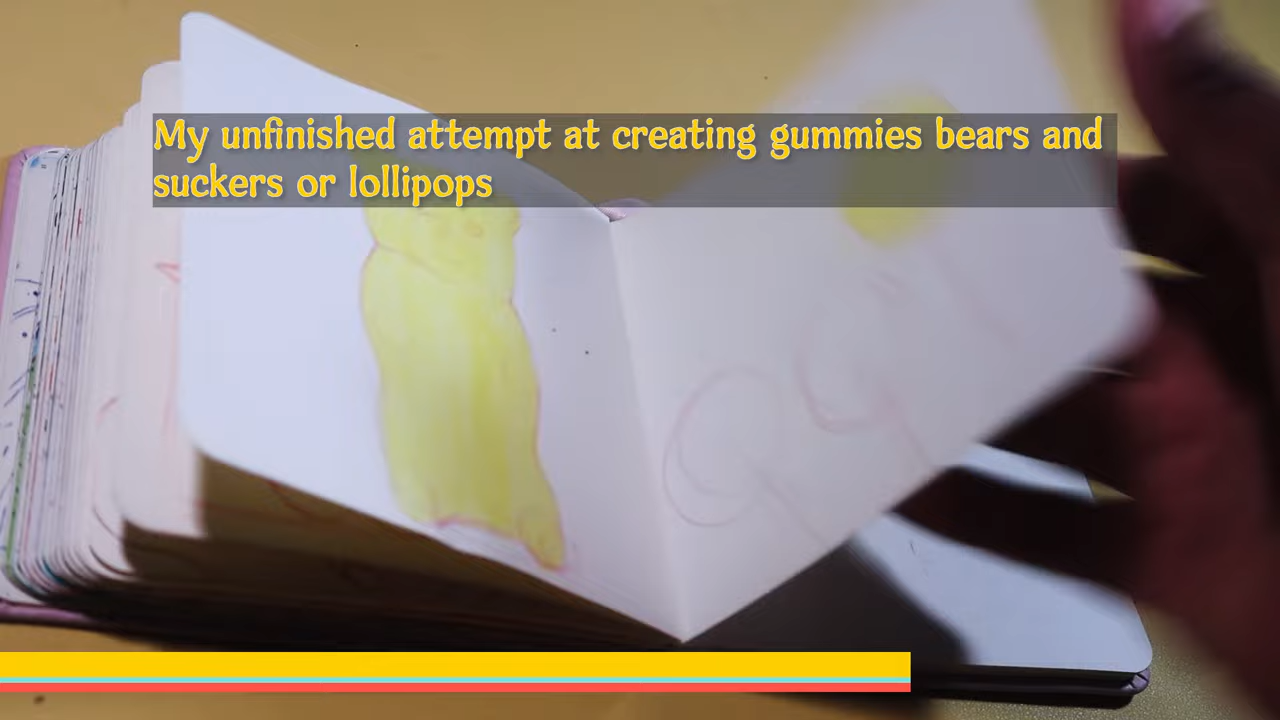 My unfinished attempt at creating gummies bears and
suckers or lollipops